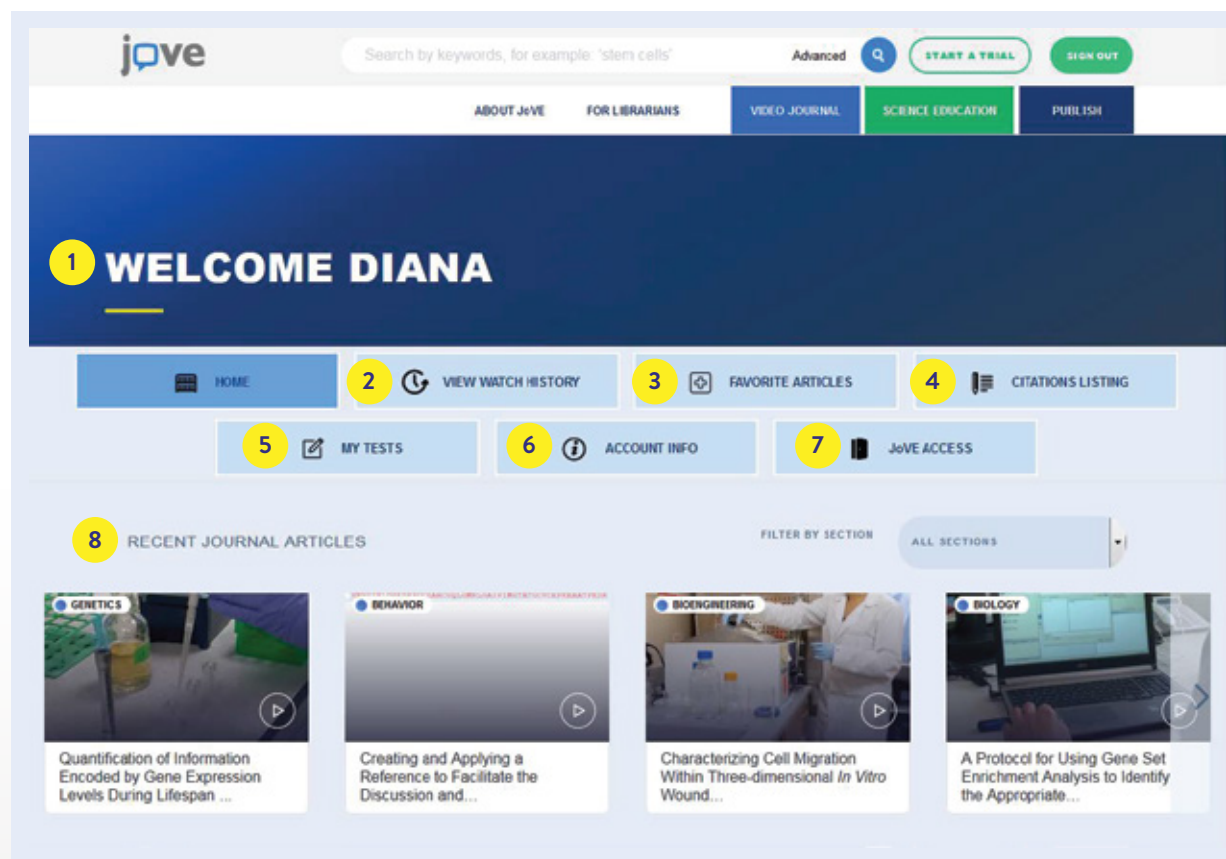 jove
Search by keywords, for example: 'stem cells'
Advanced
START A TRIAL
SIGN OUT
ABOUT JoVE
FOR LIBRARIANS
VIDEO JOURNAL
SCIENCE EDUCATION
PUBLISH
1 WELCOME DIANA
HOME
2 VIEW WATCH HISTORY
3 FAVORITE ARTICLES
4 CITATIONS LISTING
5 MY TESTS
6 ACCOUNT INFO
7 JoVE ACCESS
8 RECENT JOURNAL ARTICLES
FILTER BY SECTION
ALL SECTIONS
GENETICS
Quantification of Information
Encoded by Gene Expression
Levels During Lifespan ...
BEHAVIOR
Creating and Applying a
Reference to Facilitate the
Discussion and...
BIOENGINEERING
Characterizing Cell Migration
Within Three-dimensional In Vitro
Wound...
BIOLOGY
A Protocol for Using Gene Set
Enrichment Analysis to Identify
the Appropriate...